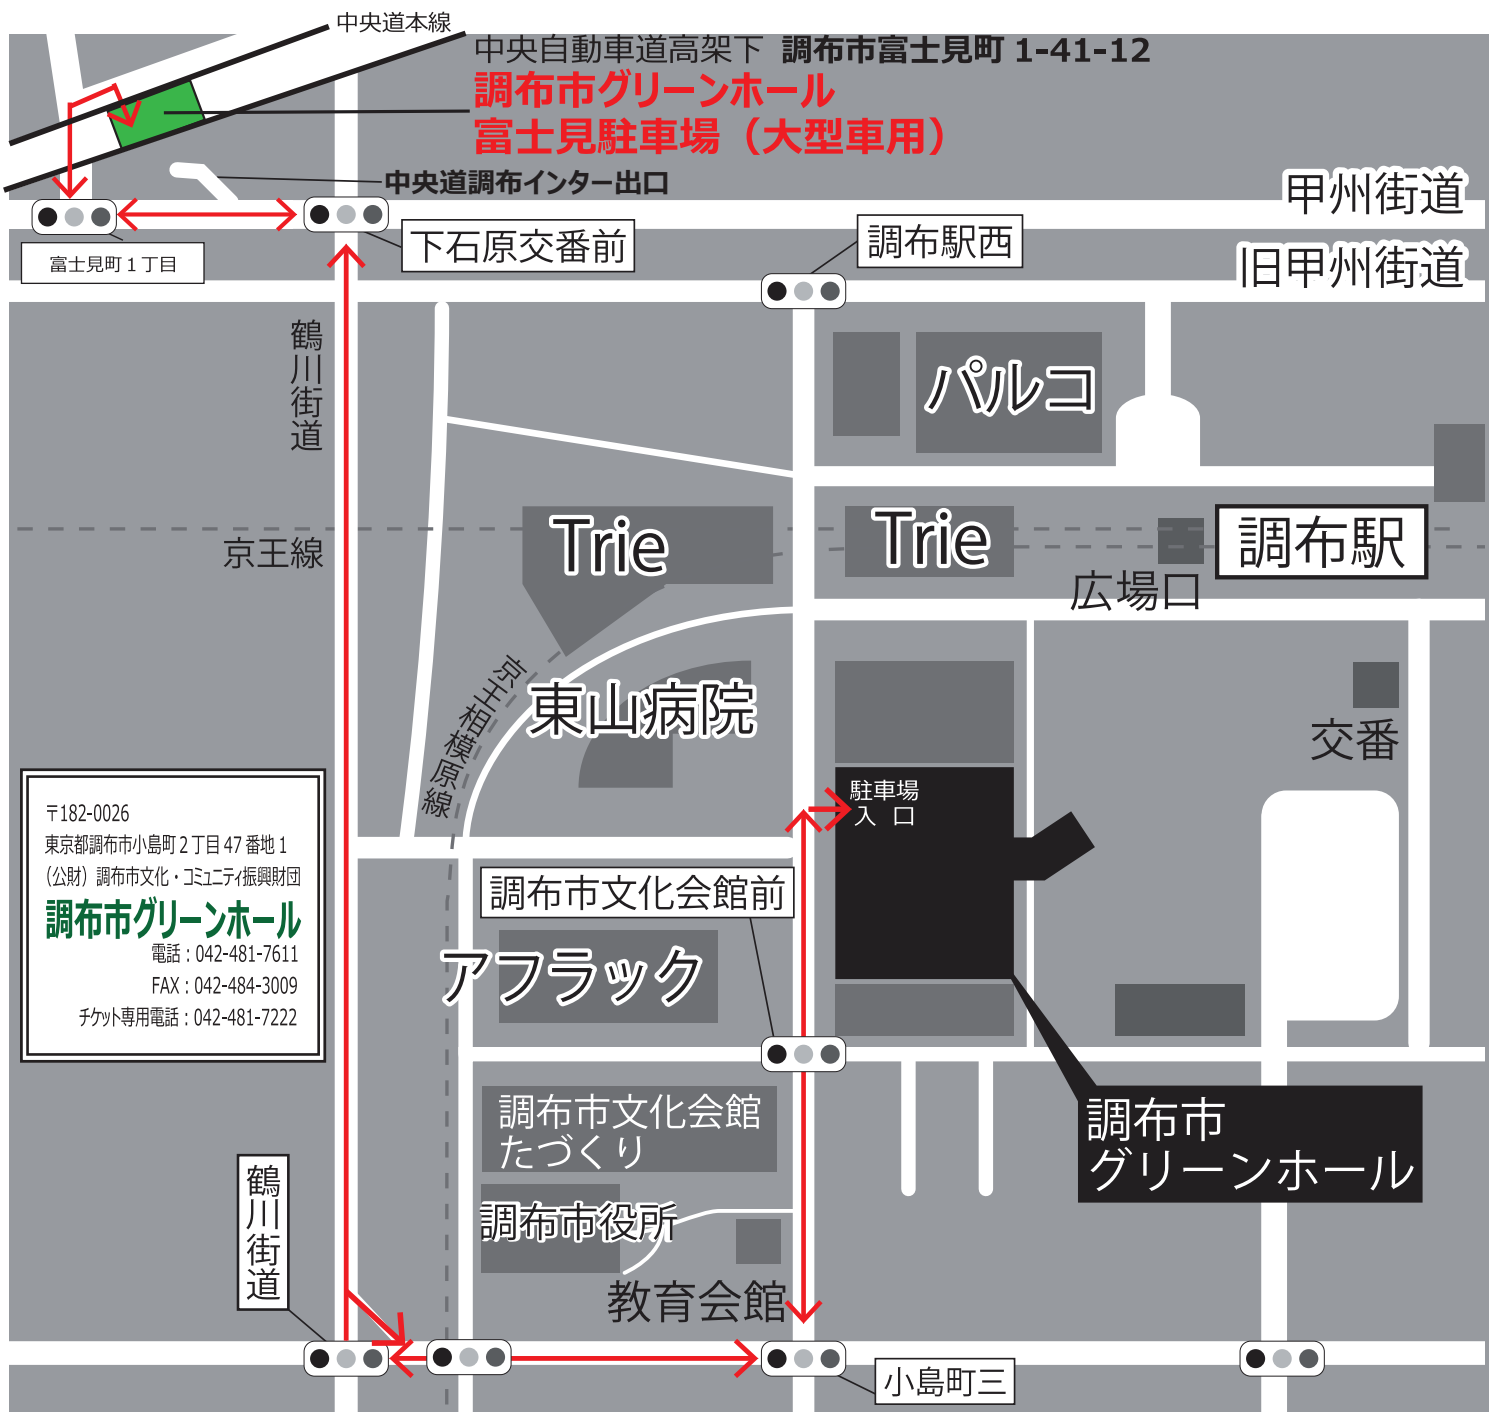 中央道本線
中央自動車道高架下 調布市富士見町 1-41-12
調布市グリーンホール
富士見駐車場（大型車用）
中央道調布インター出口
甲州街道
富士見町1丁目
下石原交番前
調布駅西
旧甲州街道
鶴川街道
パルコ
京王線
Trie
Trie
調布駅
広場口
京王相模原線
東山病院
交番
駐車場
入 口
〒182-0026
東京都調布市小島町2丁目47番地1
（公財）調布市文化・コミュニティ振興財団
調布市グリーンホール
電話：042-481-7611
FAX：042-484-3009
チケット専用電話：042-481-7222
調布市文化会館前
アフラック
調布市文化会館
たづくり
調布市
グリーンホール
調布市役所
鶴川街道
教育会館
小島町三